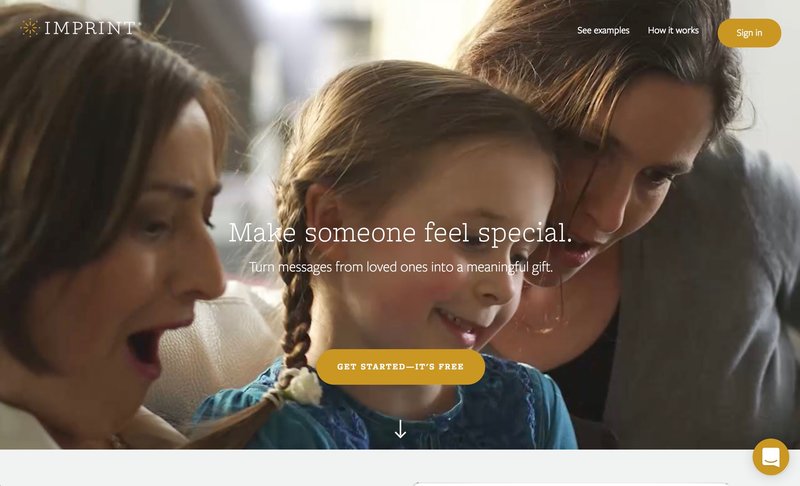 IMPRINT
See examples
How it works
Sign in
Make someone feel special.
Turn messages from loved ones into a meaningful gift.
GET STARTED—IT'S FREE